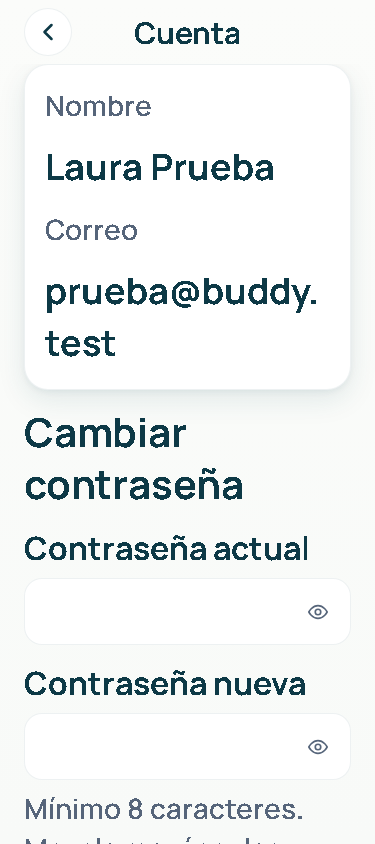 Cuenta
Nombre
Laura Prueba
Correo
prueba@buddy.
test
Cambiar
contraseña
Contraseña actual
Contraseña nueva
Mínimo 8 caracteres.